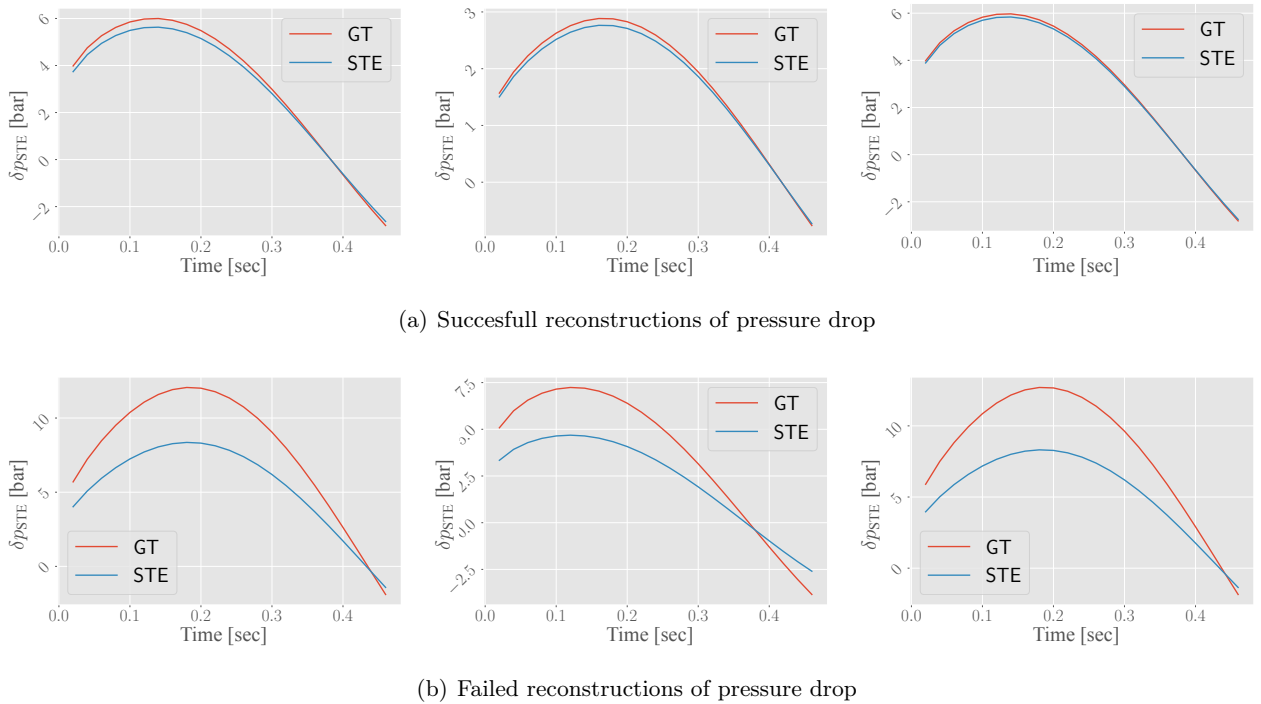 6
4
2
0
−2
δpSTE [bar]
GT
STE
0.0 0.1 0.2 0.3 0.4
Time [sec]
3
2
1
0
δpSTE [bar]
GT
STE
0.0 0.1 0.2 0.3 0.4
Time [sec]
6
4
2
0
−2
δpSTE [bar]
GT
STE
0.0 0.1 0.2 0.3 0.4
Time [sec]
(a) Succesfull reconstructions of pressure drop
10
5
0
δpSTE [bar]
GT
STE
0.0 0.1 0.2 0.3 0.4
Time [sec]
7.5
5.0
2.5
0.0
−2.5
δpSTE [bar]
GT
STE
0.0 0.1 0.2 0.3 0.4
Time [sec]
10
5
0
δpSTE [bar]
GT
STE
0.0 0.1 0.2 0.3 0.4
Time [sec]
(b) Failed reconstructions of pressure drop